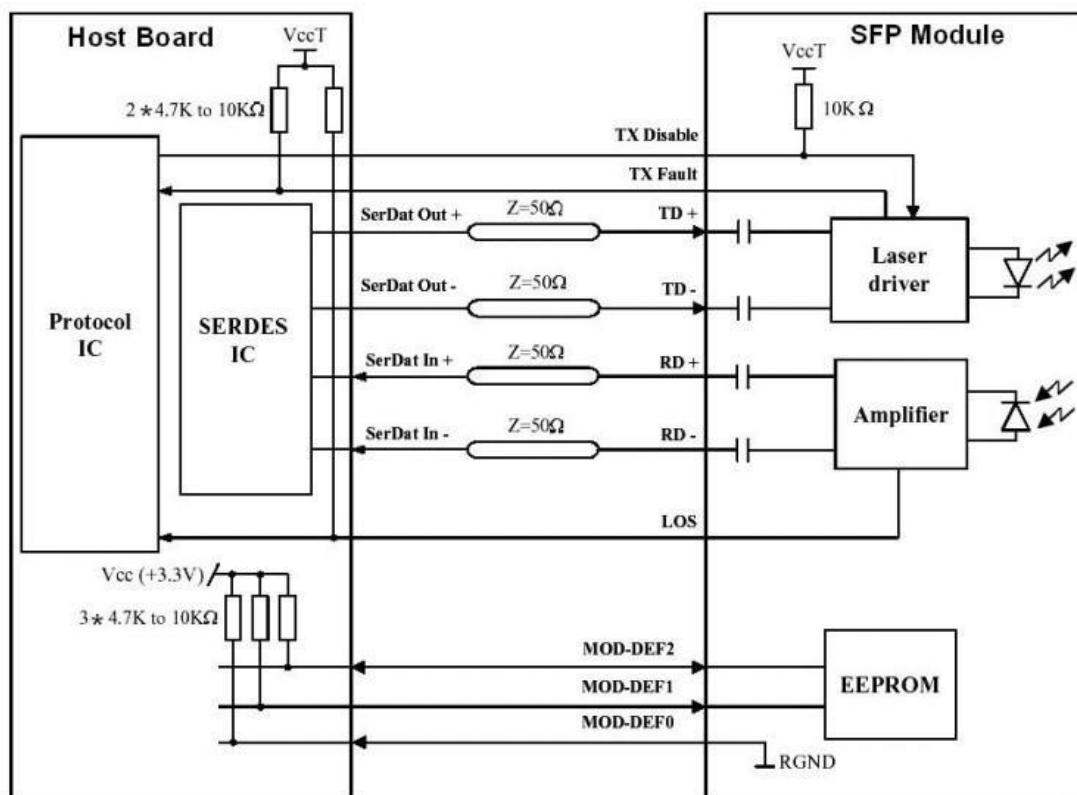 Host Board
SFP Module
VccT
VccT
2*4.7K to 10KΩ
10KΩ
TX Disable
TX Fault
SerDat Out +
Z=50Ω
TD +
SerDat Out -
Z=50Ω
TD -
Laser
driver
Protocol
IC
SERDES
IC
SerDat In +
Z=50Ω
RD +
SerDat In -
Z=50Ω
RD -
Amplifier
LOS
Vcc (+3.3V)
3*4.7K to 10KΩ
MOD-DEF2
MOD-DEF1
MOD-DEF0
EEPROM
RGND